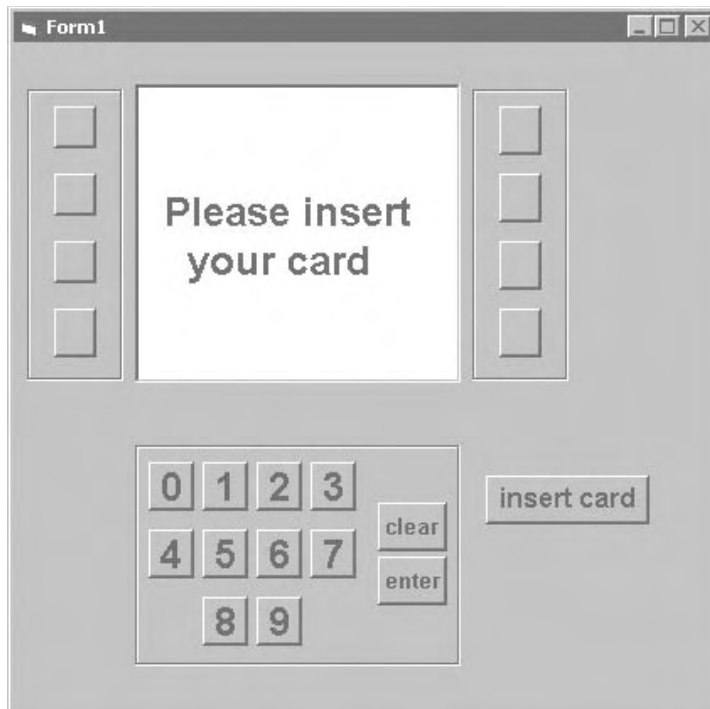 Form1
Please insert
your card
0 1 2 3
clear
insert card
4 5 6 7
enter
8 9